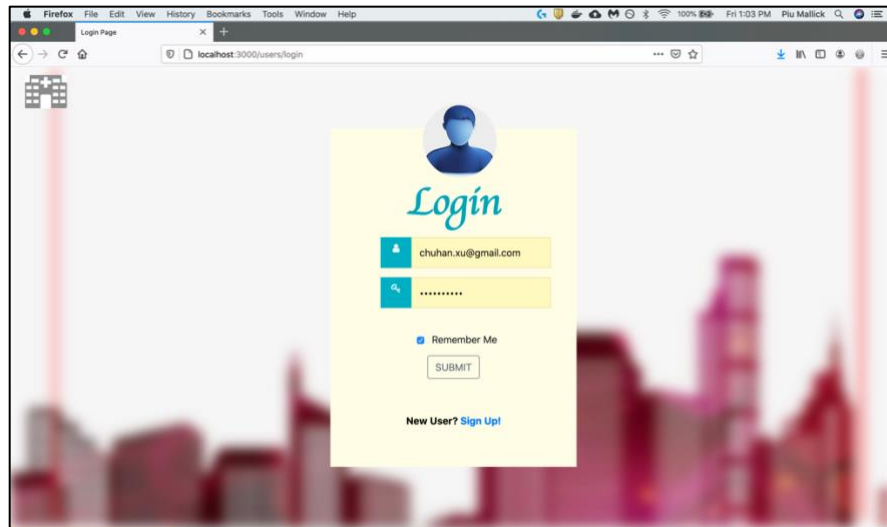 Firefox File Edit View History Bookmarks Tools Window Help 100% Fri 1:03 PM Piu Mallick
Login Page
localhost:3000/users/login
Login
chuhan.xu@gmail.com
••••••••••
Remember Me
SUBMIT
New User? Sign Up!